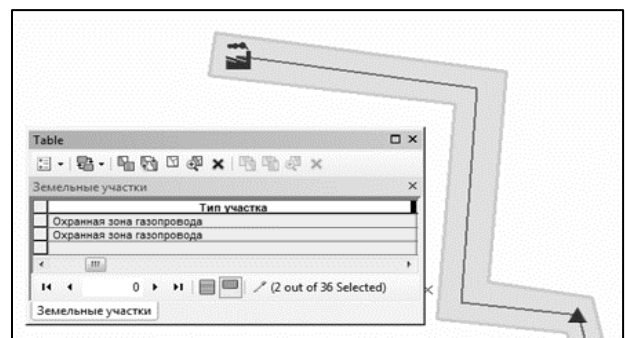 Table
Земельные участки
Тип участка
Охранная зона газопровода
Охранная зона газопровода
0
(2 out of 36 Selected)
Земельные участки